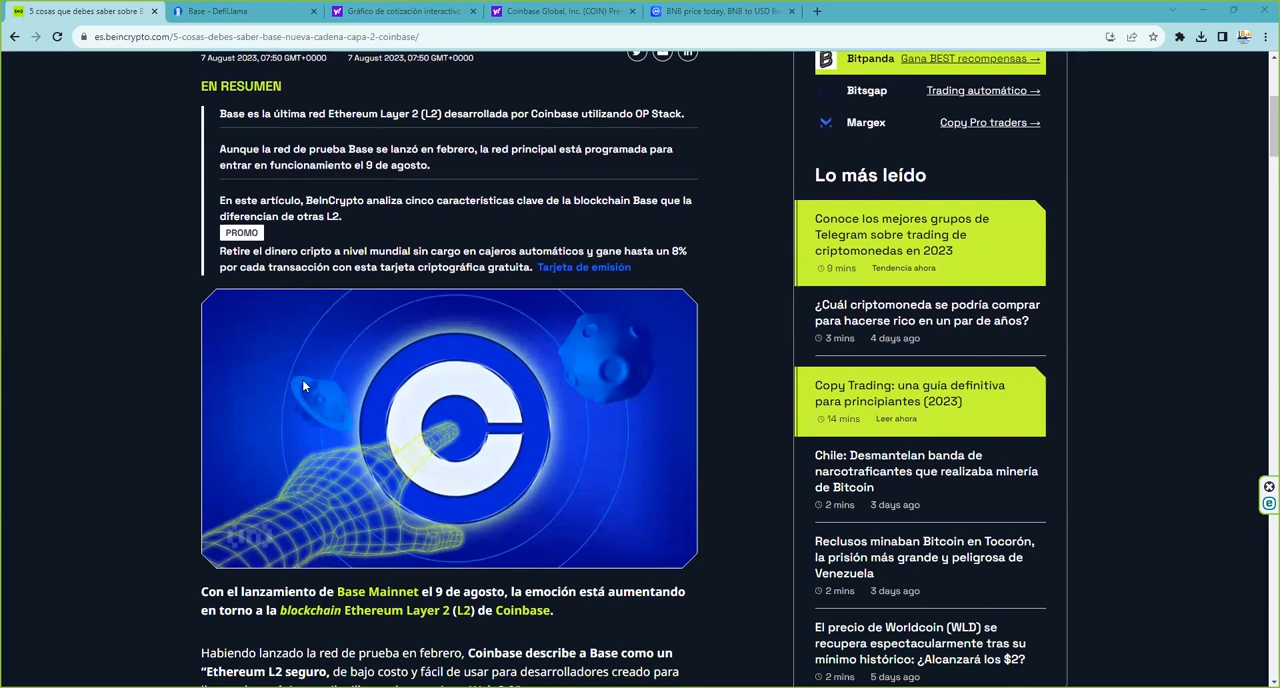 5 cosas que debes saber sobre B
Base - DefiLlama
Gráfico de cotización interactivo
Coinbase Global, Inc. (COIN) Pre
BNB price today, BNB to USD live
es.beincrypto.com/5-cosas-debes-saber-base-nueva-cadena-capa-2-coinbase/
7 August 2023, 07:50 GMT+0000
7 August 2023, 07:50 GMT+0000
EN RESUMEN
Base es la última red Ethereum Layer 2 (L2) desarrollada por Coinbase utilizando OP Stack.
Aunque la red de prueba Base se lanzó en febrero, la red principal está programada para
entrar en funcionamiento el 9 de agosto.
En este artículo, BeInCrypto analiza cinco características clave de la blockchain Base que la
diferencian de otras L2.
PROMO
Retire el dinero cripto a nivel mundial sin cargo en cajeros automáticos y gane hasta un 8%
por cada transacción con esta tarjeta criptográfica gratuita. Tarjeta de emisión
Con el lanzamiento de Base Mainnet el 9 de agosto, la emoción está aumentando
en torno a la blockchain Ethereum Layer 2 (L2) de Coinbase.
Habiendo lanzado la red de prueba en febrero, Coinbase describe a Base como un
“Ethereum L2 seguro, de bajo costo y fácil de usar para desarrolladores creado para
Bitpanda Gana BEST recompensas →
Bitsgap Trading automático →
Margex Copy Pro traders →
Lo más leído
Conoce los mejores grupos de
Telegram sobre trading de
criptomonedas en 2023
9 mins Tendencia ahora
¿Cuál criptomoneda se podría comprar
para hacerse rico en un par de años?
3 mins 4 days ago
Copy Trading: una guía definitiva
para principiantes (2023)
14 mins Leer ahora
Chile: Desmantelan banda de
narcotraficantes que realizaba minería
de Bitcoin
2 mins 3 days ago
Reclusos minaban Bitcoin en Tocorón,
la prisión más grande y peligrosa de
Venezuela
2 mins 3 days ago
El precio de Worldcoin (WLD) se
recupera espectacularmente tras su
mínimo histórico: ¿Alcanzará los $2?
2 mins 5 days ago